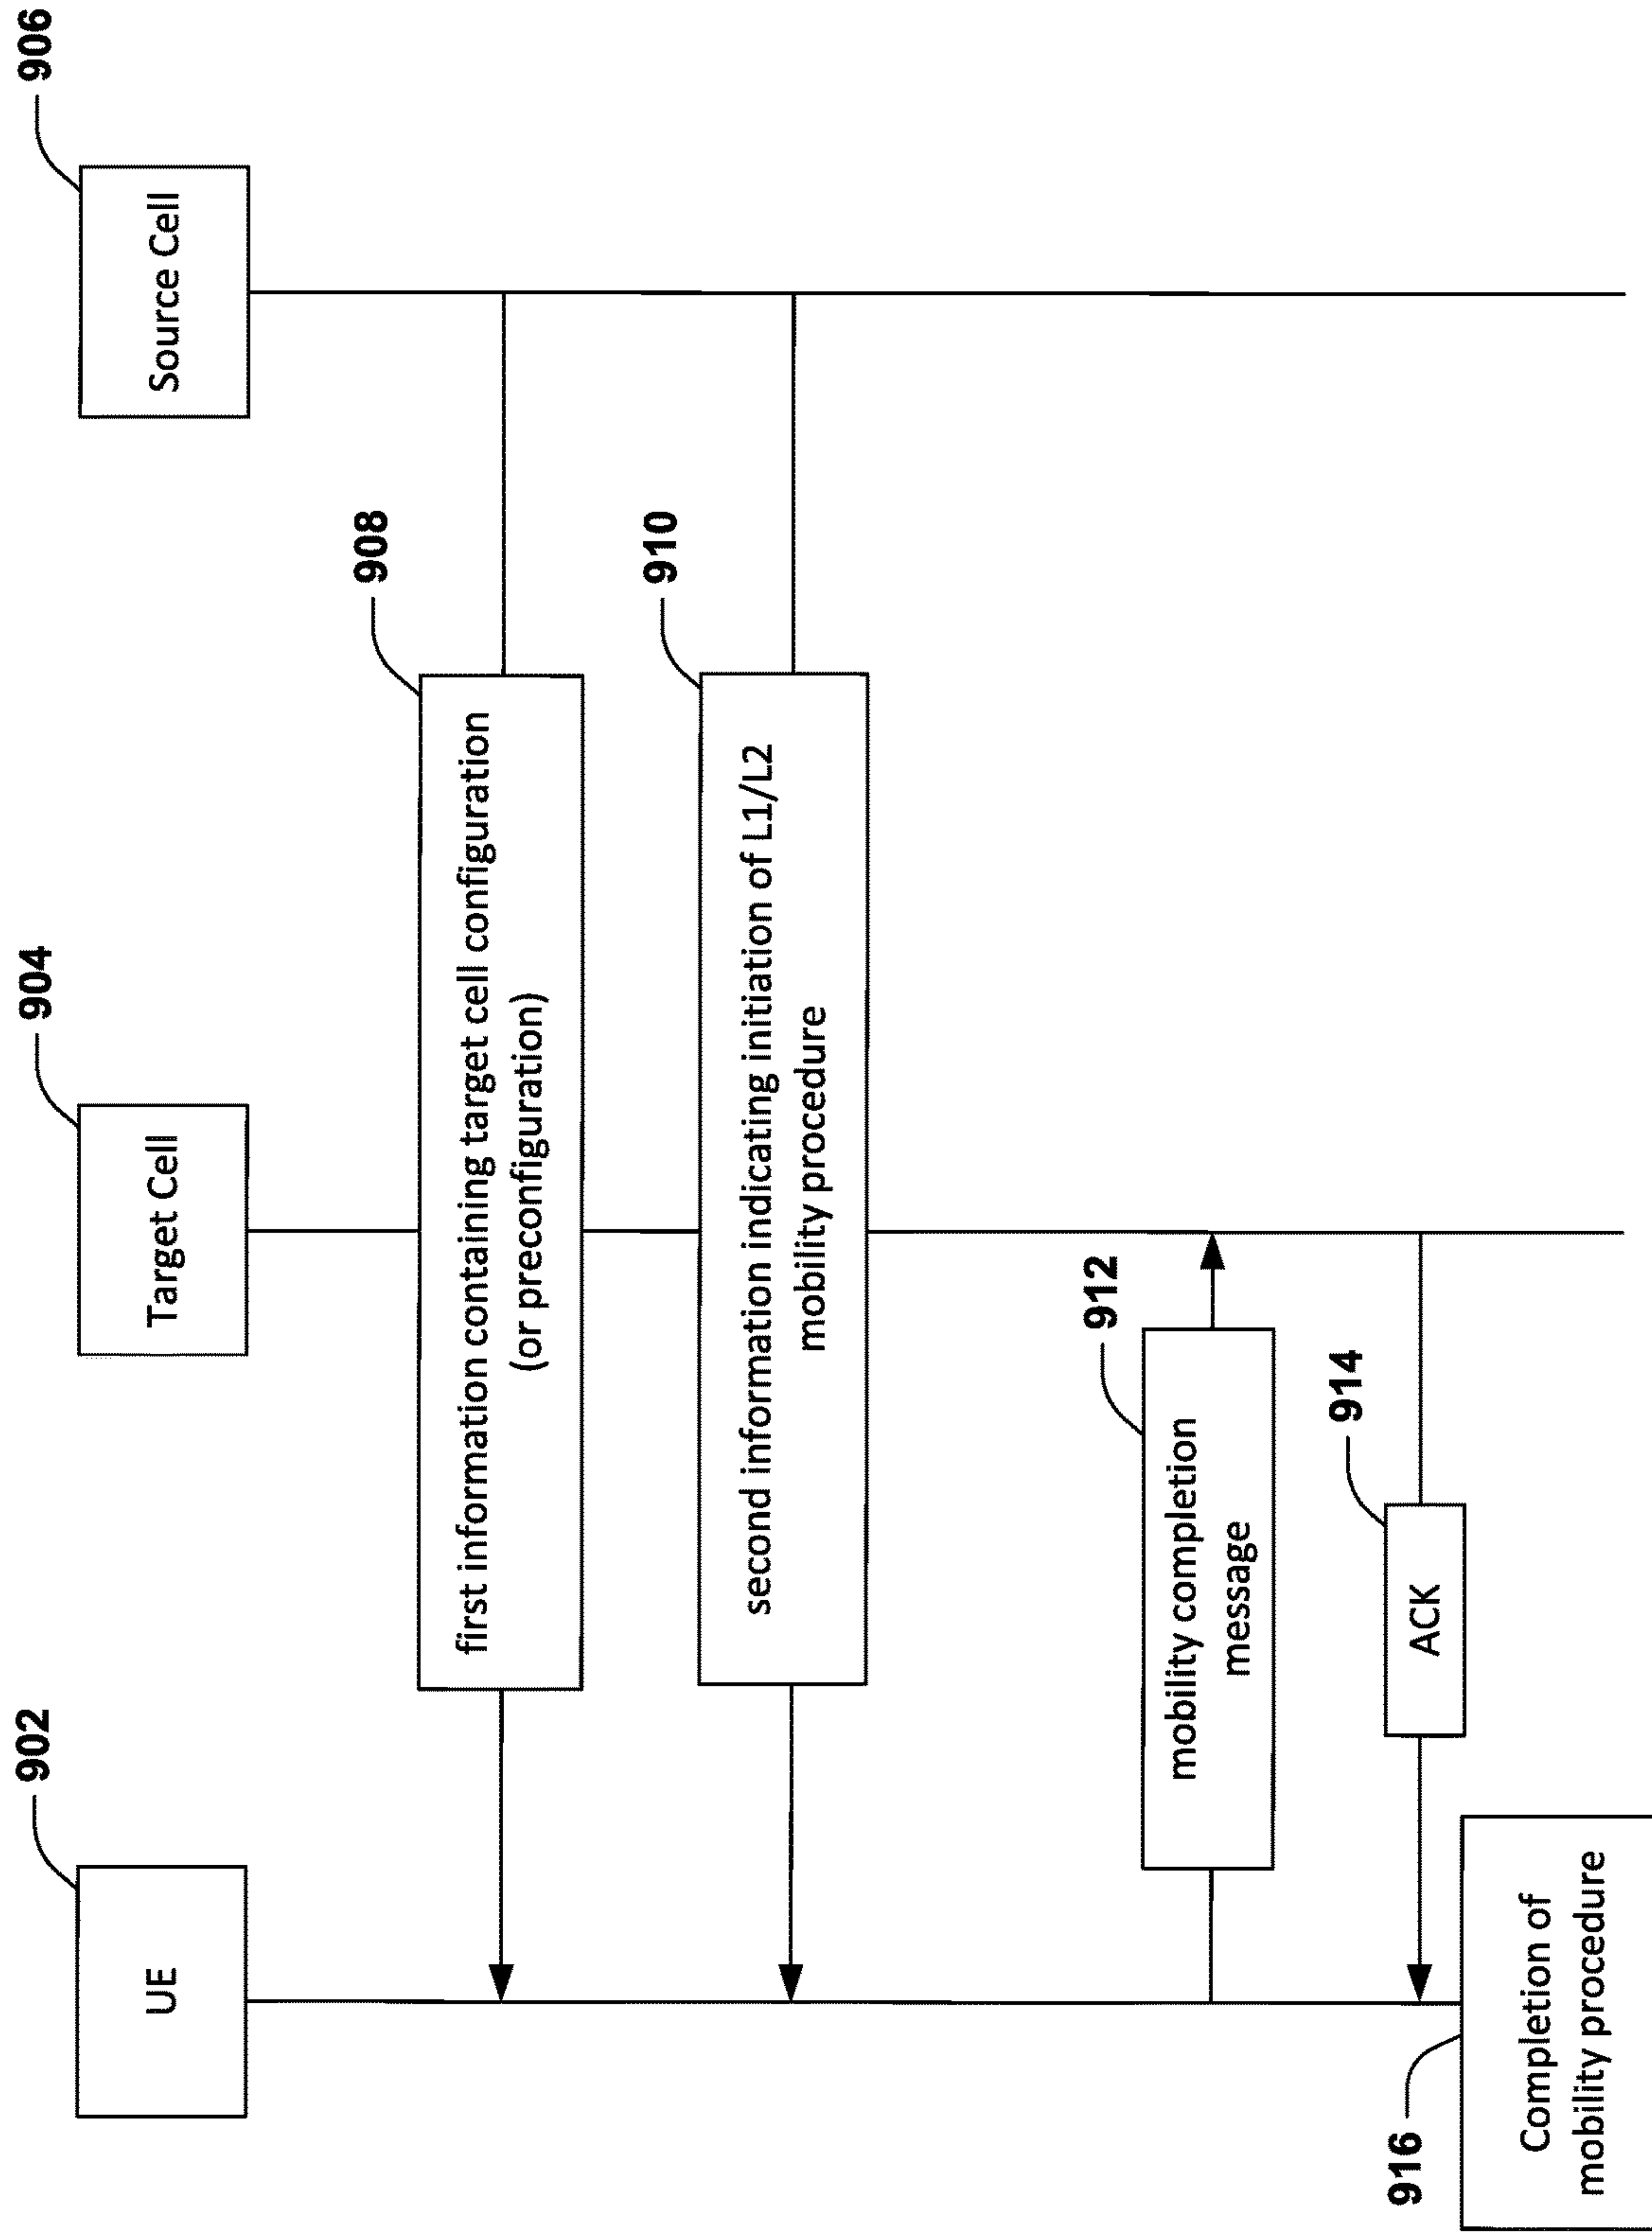 902
904
906
UE
Target Cell
Source Cell
908
first information containing target cell configuration
(or preconfiguration)
910
second information indicating initiation of L1/L2
mobility procedure
912
mobility completion
message
914
ACK
916
Completion of
mobility procedure